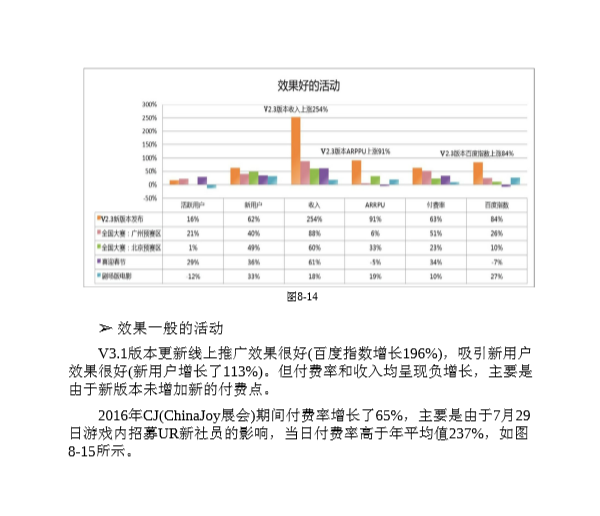 效果好的活动
V2.3版本收入上涨254%
V2.3版本ARPPU上涨91%
V2.3版本百度指数上涨84%
300%
250%
200%
150%
100%
50%
0%
-50%
活跃用户 新用户 收入 ARRPU 付费率 百度指数
V2.3新版本发布 16% 62% 254% 91% 63% 84%
全国大赛：广州预赛区 21% 40% 88% 6% 51% 26%
全国大赛：北京预赛区 1% 49% 60% 33% 23% 10%
喜迎春节 29% 36% 61% -5% 34% -7%
剧场版电影 -12% 33% 18% 19% 10% 27%
图8-14
➢ 效果一般的活动
V3.1版本更新线上推广效果很好(百度指数增长196%)，吸引新用户
效果很好(新用户增长了113%)。但付费率和收入均呈现负增长，主要是
由于新版本未增加新的付费点。
2016年CJ(ChinaJoy展会)期间付费率增长了65%，主要是由于7月29
日游戏内招募UR新社员的影响，当日付费率高于年平均值237%，如图
8-15所示。